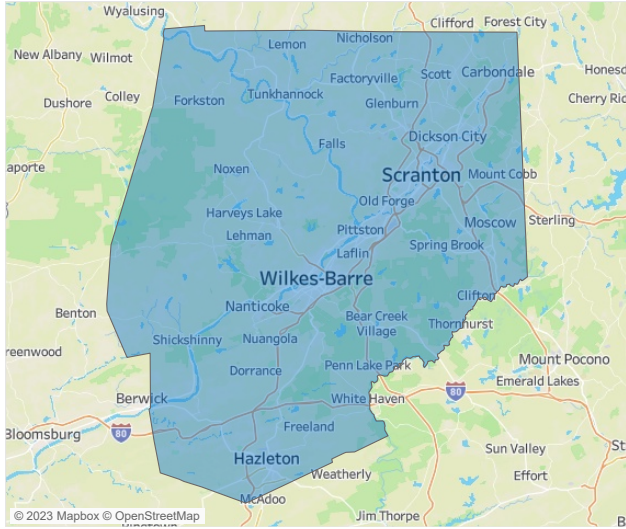 Wyalusing
Clifford
Forest City
Nicholson
Lemon
New Albany
Wilmot
Scott
Carbondale
Factoryville
Honesd
Dushore
Colley
Forkston
Tunkhannock
Glenburn
Cherry Rid
Falls
Dickson City
aporte
Noxen
Scranton
Mount Cobb
Harveys Lake
Old Forge
Lehman
Pittston
Moscow
Sterling
Laflin
Spring Brook
Wilkes-Barre
Clifton
Nanticoke
Benton
Bear Creek
Village
Thornhurst
Shickshinny
Nuangola
reenwood
Mount Pocono
Dorrance
Penn Lake Park
Emerald Lakes
80
Berwick
White Haven
Bloomsburg
80
Freeland
Sun Valley
St
Hazleton
Weatherly
Effort
McAdoo
Jim Thorpe
© 2023 Mapbox © OpenStreetMap